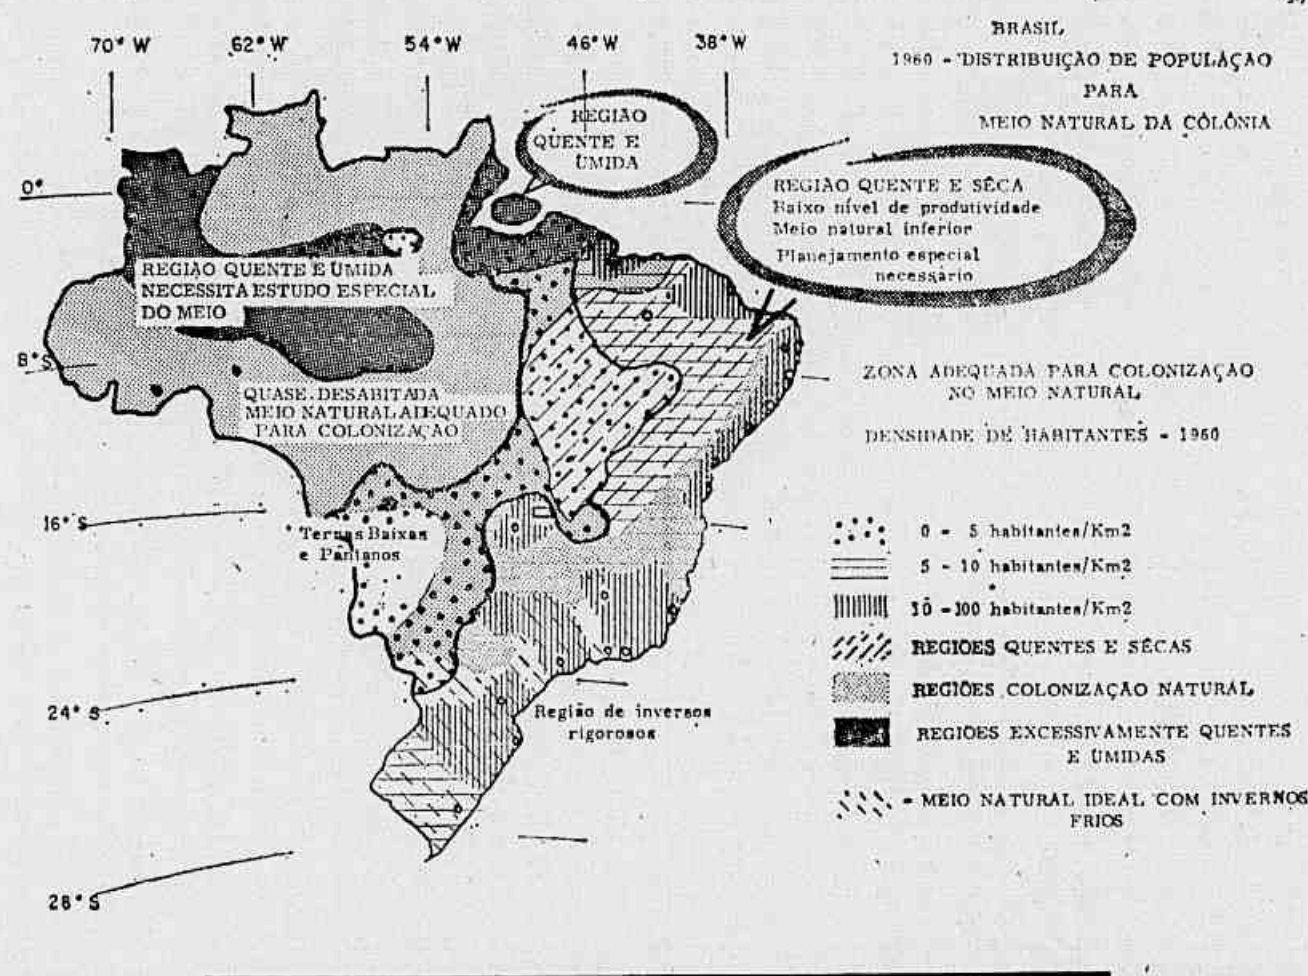 BRASIL
1960 - DISTRIBUIÇÃO DE POPULAÇAO
PARA
MEIO NATURAL DA CÔLÔNIA
70° W 62° W 54° W 46° W 38° W
REGIÃO
QUENTE E
ÚMIDA
REGIÃO QUENTE E SÊCA
Baixo nível de produtividade
Meio natural inferior
Planejamento especial
necessário
0°
REGIÃO QUENTE E ÚMIDA
NECESSITA ESTUDO ESPECIAL
DO MEIO
8° S
QUASE DESABITADA
MEIO NATURAL ADEQUADO
PARA COLONIZAÇÃO
ZONA ADEQUADA PARA COLONIZAÇÃO
NO MEIO NATURAL
DENSIDADE DE HABITANTES - 1960
16° S
Terras Baixas
e Pântanos
0 - 5 habitantes/Km2
5 - 10 habitantes/Km2
10 - 100 habitantes/Km2
REGIÕES QUENTES E SÊCAS
REGIÕES COLONIZAÇÃO NATURAL
REGIÕES EXCESSIVAMENTE QUENTES
E ÚMIDAS
- MEIO NATURAL IDEAL COM INVERNOS
FRIOS
24° S
Região de inversos
rigorosos
28° S